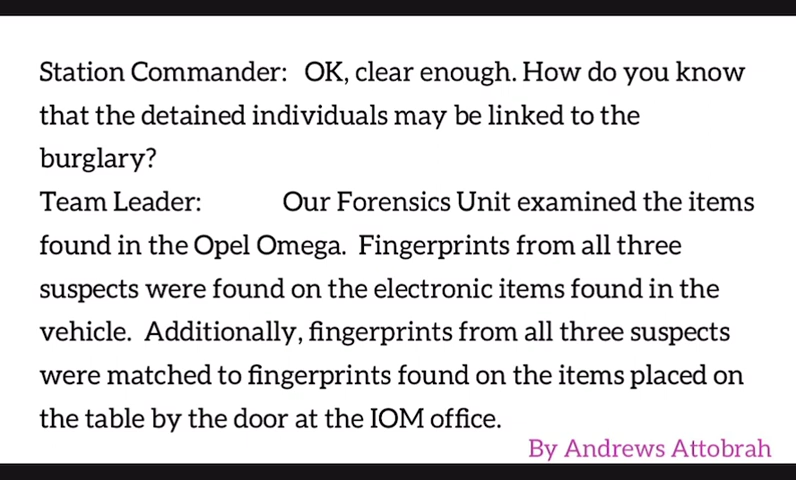 Station Commander: OK, clear enough. How do you know
that the detained individuals may be linked to the
burglary?
Team Leader: Our Forensics Unit examined the items
found in the Opel Omega. Fingerprints from all three
suspects were found on the electronic items found in the
vehicle. Additionally, fingerprints from all three suspects
were matched to fingerprints found on the items placed on
the table by the door at the IOM office.
By Andrews Attobrah